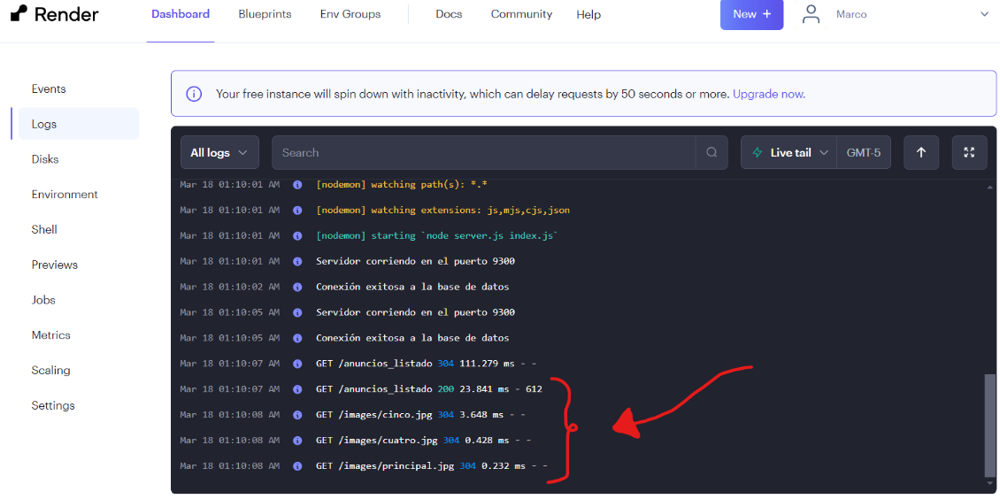 Render Dashboard Blueprints Env Groups Docs Community Help New + Marco
Events
Logs
Disks
Environment
Shell
Previews
Jobs
Metrics
Scaling
Settings
Your free instance will spin down with inactivity, which can delay requests by 50 seconds or more. Upgrade now.
All logs Search Live tail GMT-5
Mar 18 01:10:01 AM [nodemon] watching path(s): *.*
Mar 18 01:10:01 AM [nodemon] watching extensions: js,mjs,cjs,json
Mar 18 01:10:01 AM [nodemon] starting `node server.js index.js`
Mar 18 01:10:01 AM Servidor corriendo en el puerto 9300
Mar 18 01:10:02 AM Conexión exitosa a la base de datos
Mar 18 01:10:05 AM Servidor corriendo en el puerto 9300
Mar 18 01:10:05 AM Conexión exitosa a la base de datos
Mar 18 01:10:07 AM GET /anuncios_listado 304 111.279 ms - -
Mar 18 01:10:07 AM GET /anuncios_listado 200 23.841 ms - 612
Mar 18 01:10:08 AM GET /images/cinco.jpg 304 3.648 ms - -
Mar 18 01:10:08 AM GET /images/cuatro.jpg 304 0.428 ms - -
Mar 18 01:10:08 AM GET /images/principal.jpg 304 0.232 ms - -